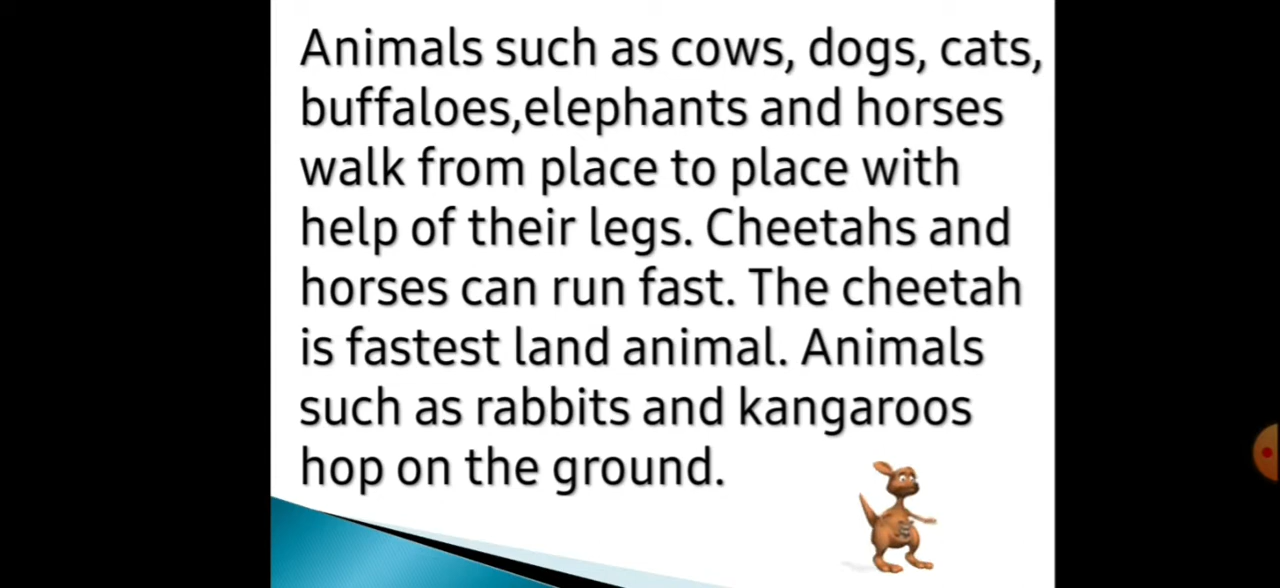 Animals such as cows, dogs, cats,
buffaloes,elephants and horses
walk from place to place with
help of their legs. Cheetahs and
horses can run fast. The cheetah
is fastest land animal. Animals
such as rabbits and kangaroos
hop on the ground.